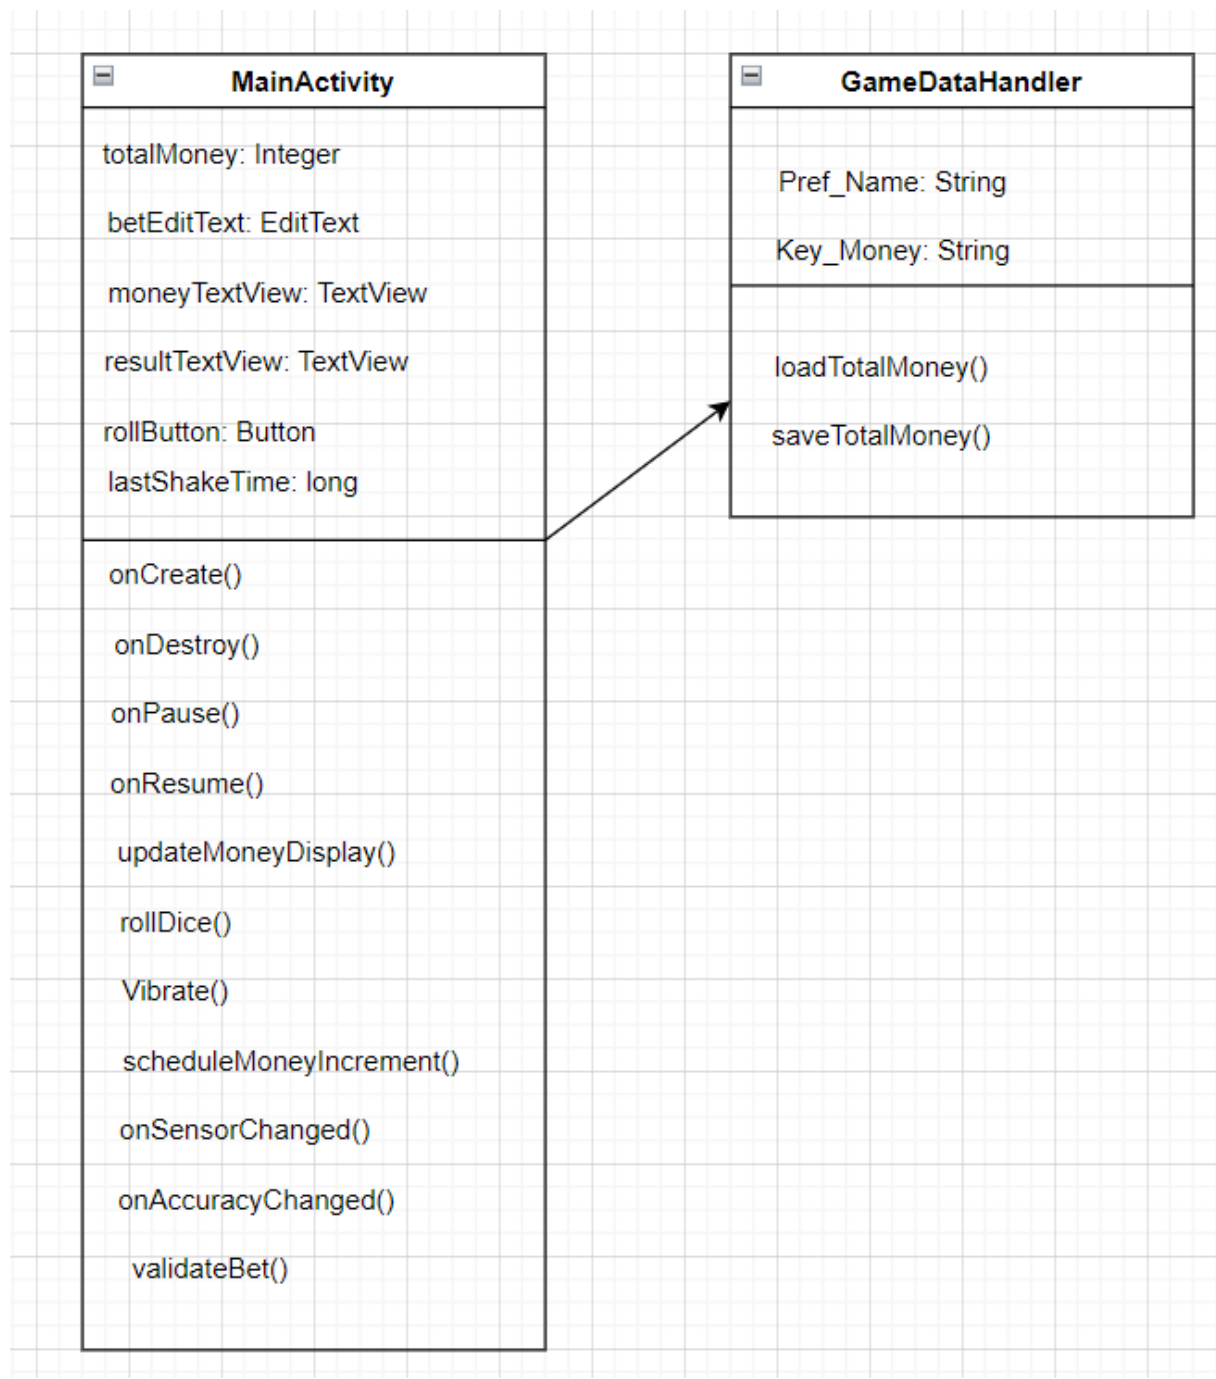 MainActivity
totalMoney: Integer
betEditText: EditText
moneyTextView: TextView
resultTextView: TextView
rollButton: Button
lastShakeTime: long
onCreate()
onDestroy()
onPause()
onResume()
updateMoneyDisplay()
rollDice()
Vibrate()
scheduleMoneyIncrement()
onSensorChanged()
onAccuracyChanged()
validateBet()
GameDataHandler
Pref_Name: String
Key_Money: String
loadTotalMoney()
saveTotalMoney()